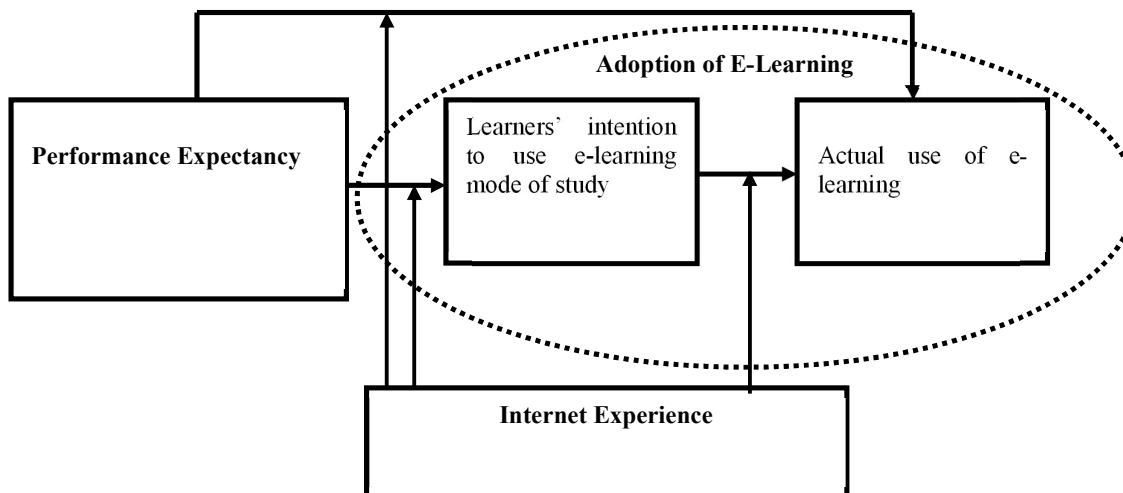 Adoption of E-Learning
Performance Expectancy
Learners’ intention
to use e-learning
mode of study
Actual use of e-
learning
Internet Experience